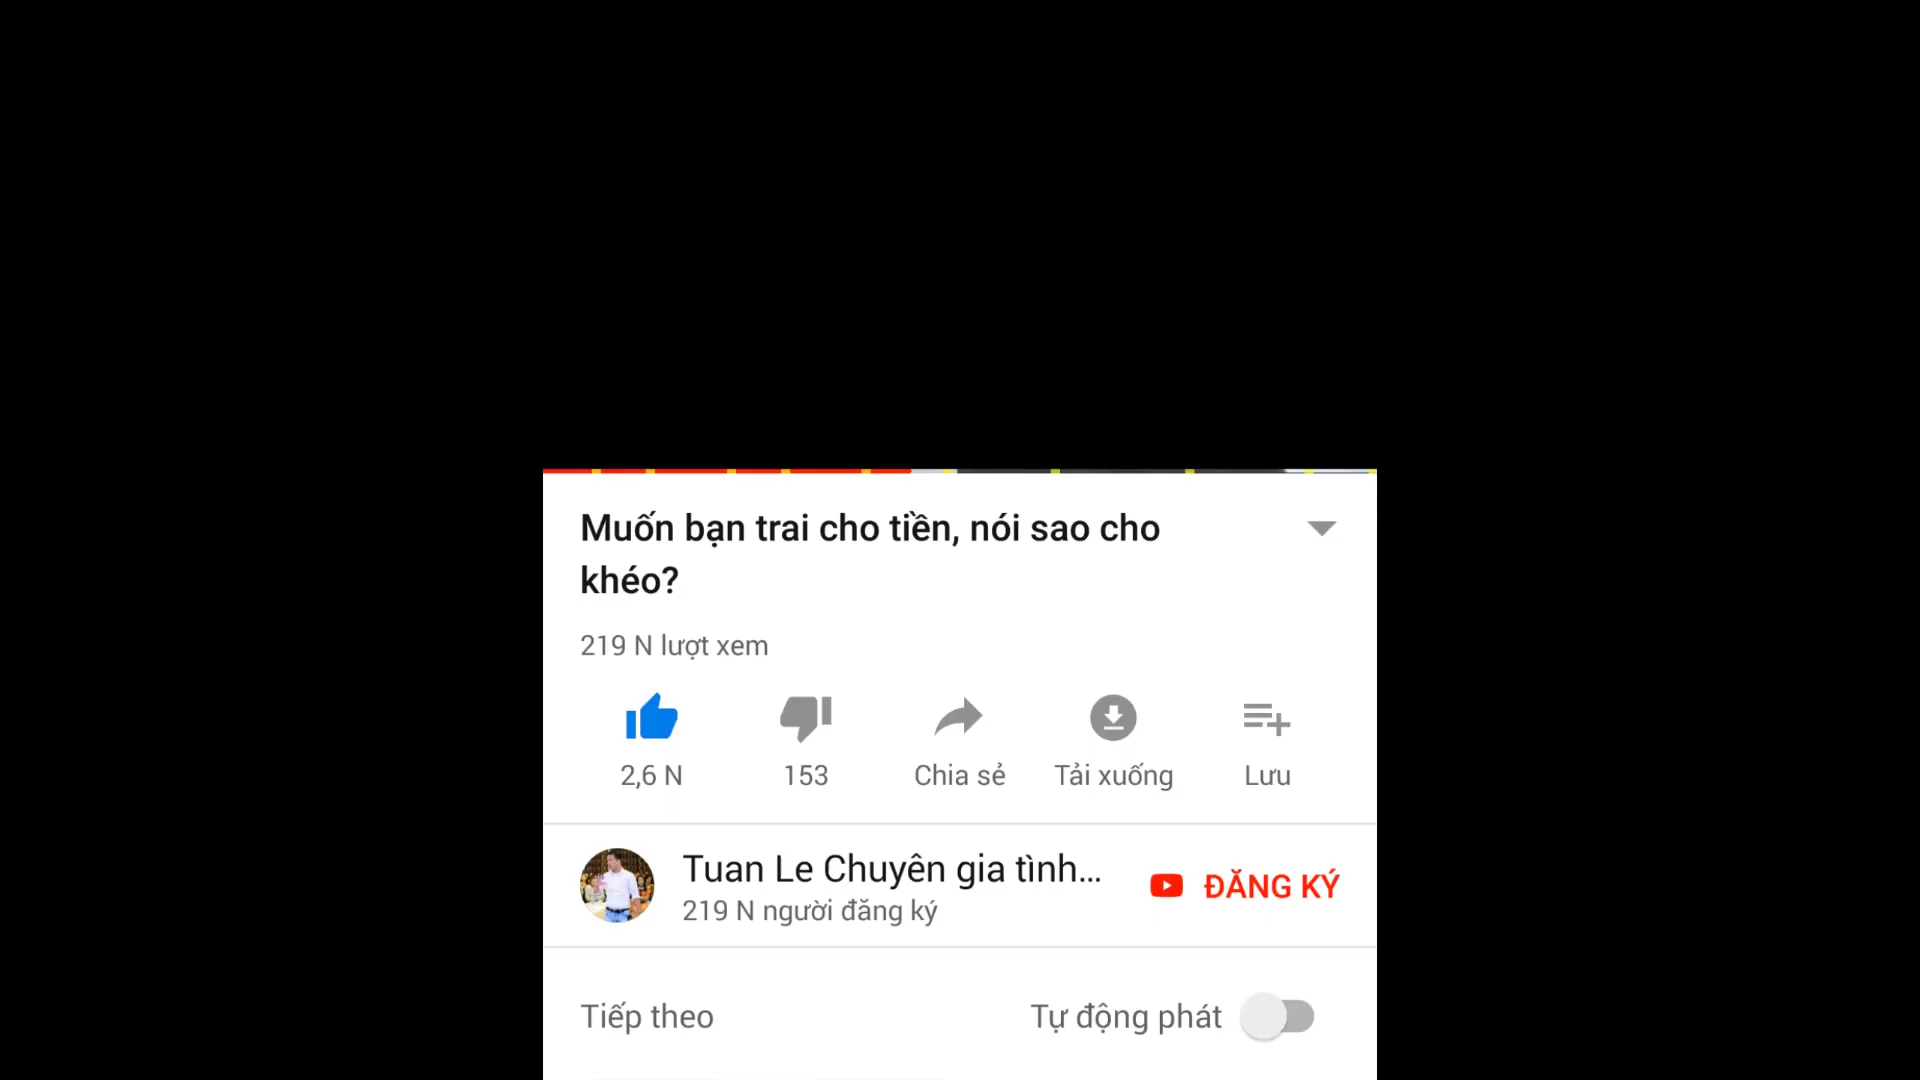 Muốn bạn trai cho tiền, nói sao cho
khéo?
219 N lượt xem
2,6 N
153
Chia sẻ
Tải xuống
Lưu
Tuan Le Chuyên gia tình...
219 N người đăng ký
ĐĂNG KÝ
Tiếp theo
Tự động phát